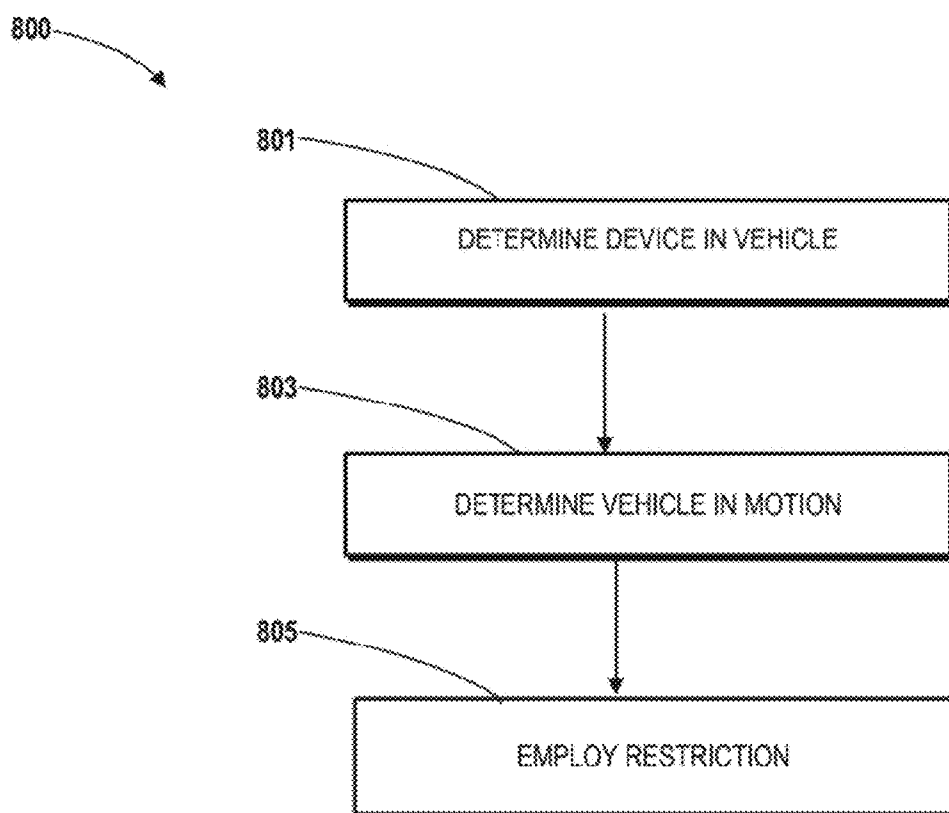 800
801
DETERMINE DEVICE IN VEHICLE
803
DETERMINE VEHICLE IN MOTION
805
EMPLOY RESTRICTION